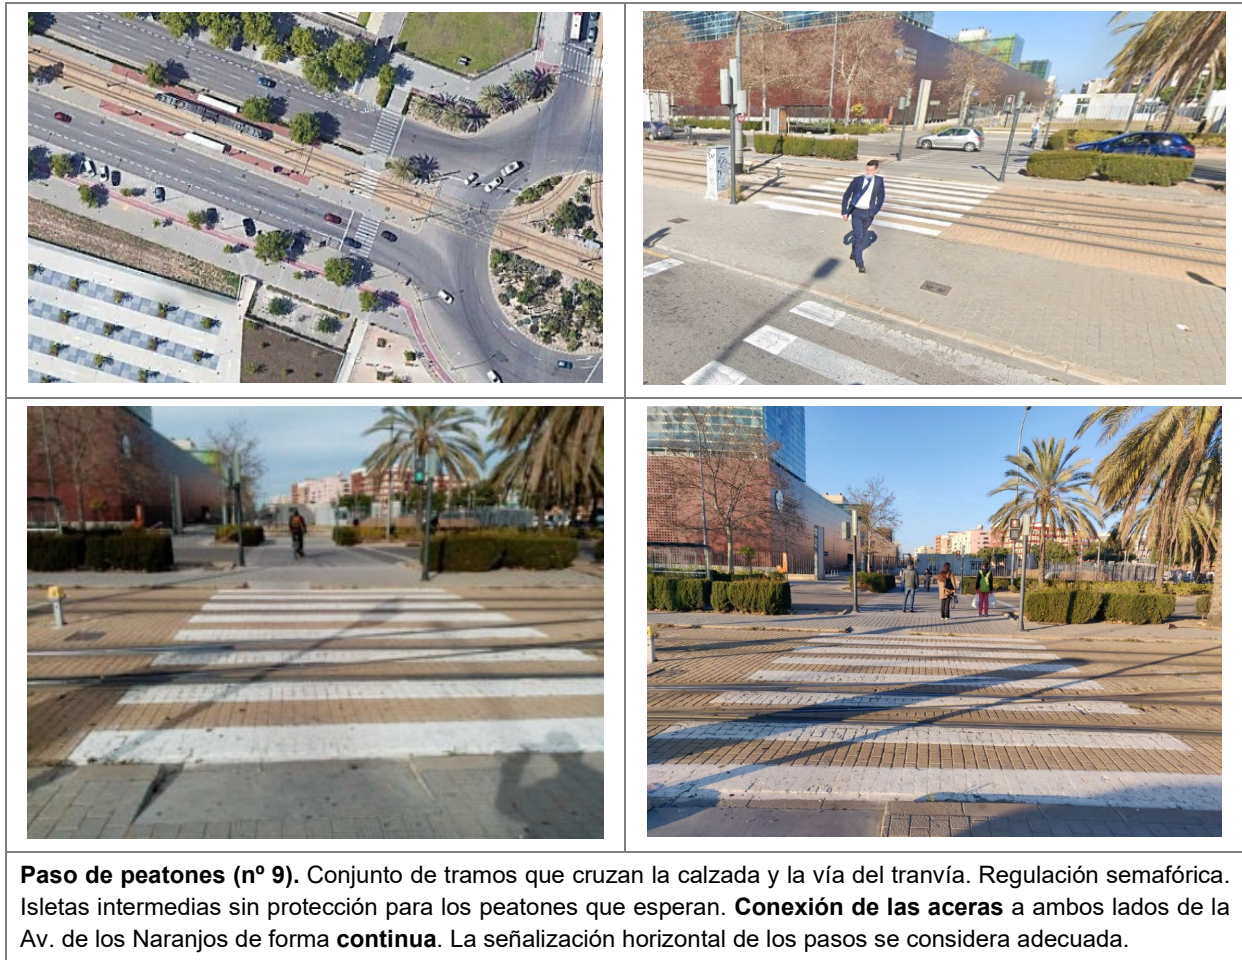 Paso de peatones (nº 9). Conjunto de tramos que cruzan la calzada y la vía del tranvía. Regulación semafórica.
Isletas intermedias sin protección para los peatones que esperan. Conexión de las aceras a ambos lados de la
Av. de los Naranjos de forma continua. La señalización horizontal de los pasos se considera adecuada.